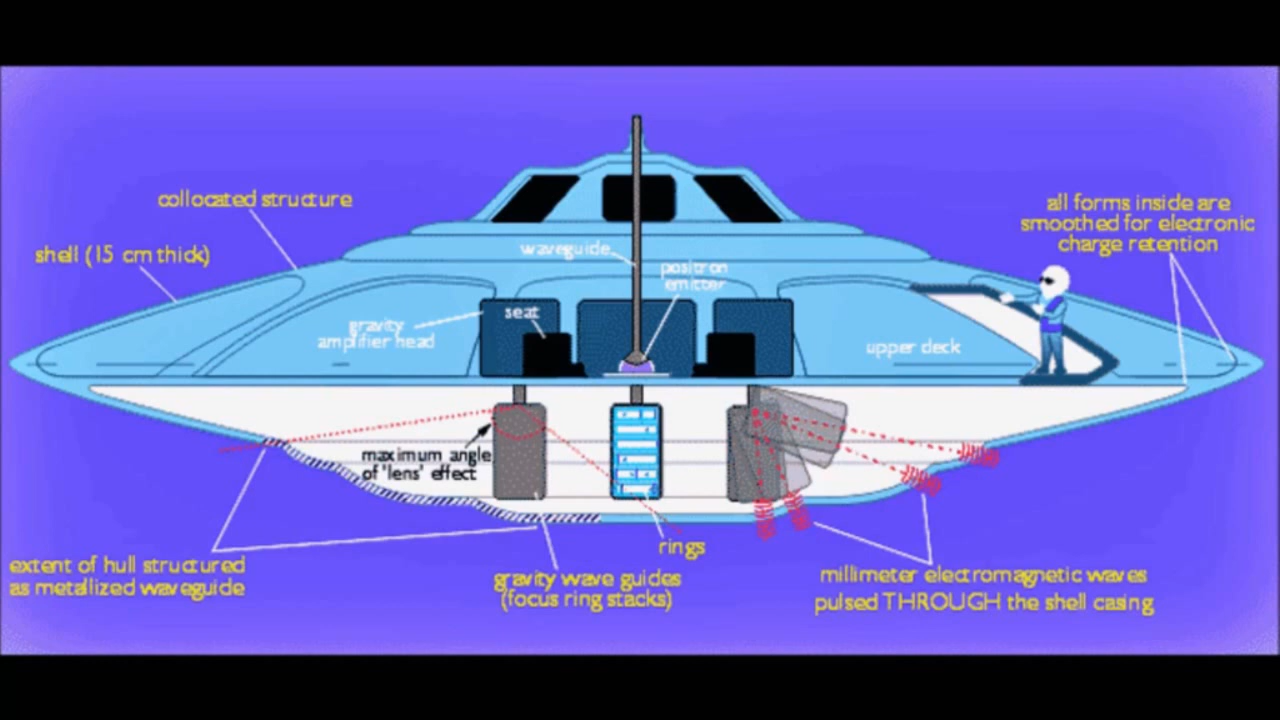 collocated structure
shell (15 cm thick)
all forms inside are
smoothed for electronic
charge retention
waveguide
positron
emitter
seat
gravity
amplifier head
upper deck
maximum angle
of 'lens' effect
rings
extent of hull structured
as metallized waveguide
gravity wave guides
(focus ring stacks)
millimeter electromagnetic waves
pulsed THROUGH the shell casing